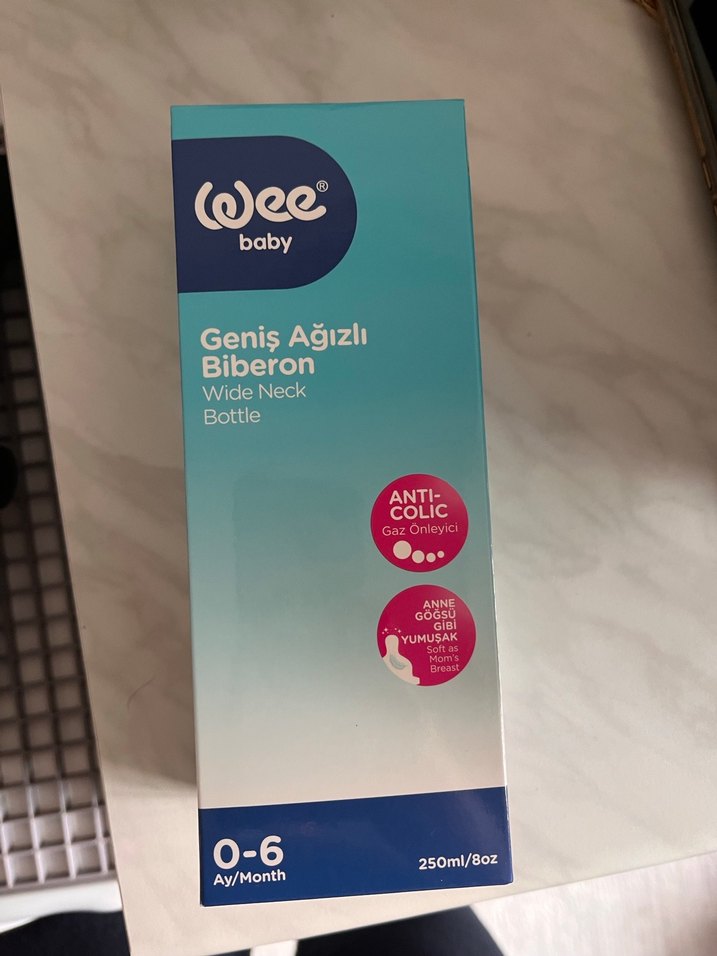 Wee®
baby
Geniş Ağızlı
Biberon
Wide Neck
Bottle
ANTI-
COLIC
Gaz Önleyici
ANNE
GÖĞSÜ
GİBİ
YUMUŞAK
Soft as
Mom's
Breast
0-6
Ay/Month
250ml/8oz